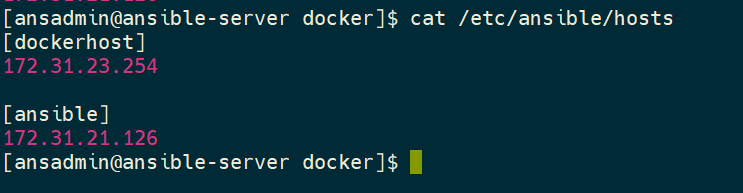 [ansadmin@ansible-server docker]$ cat /etc/ansible/hosts
[dockerhost]
172.31.23.254
[ansible]
172.31.21.126
[ansadmin@ansible-server docker]$